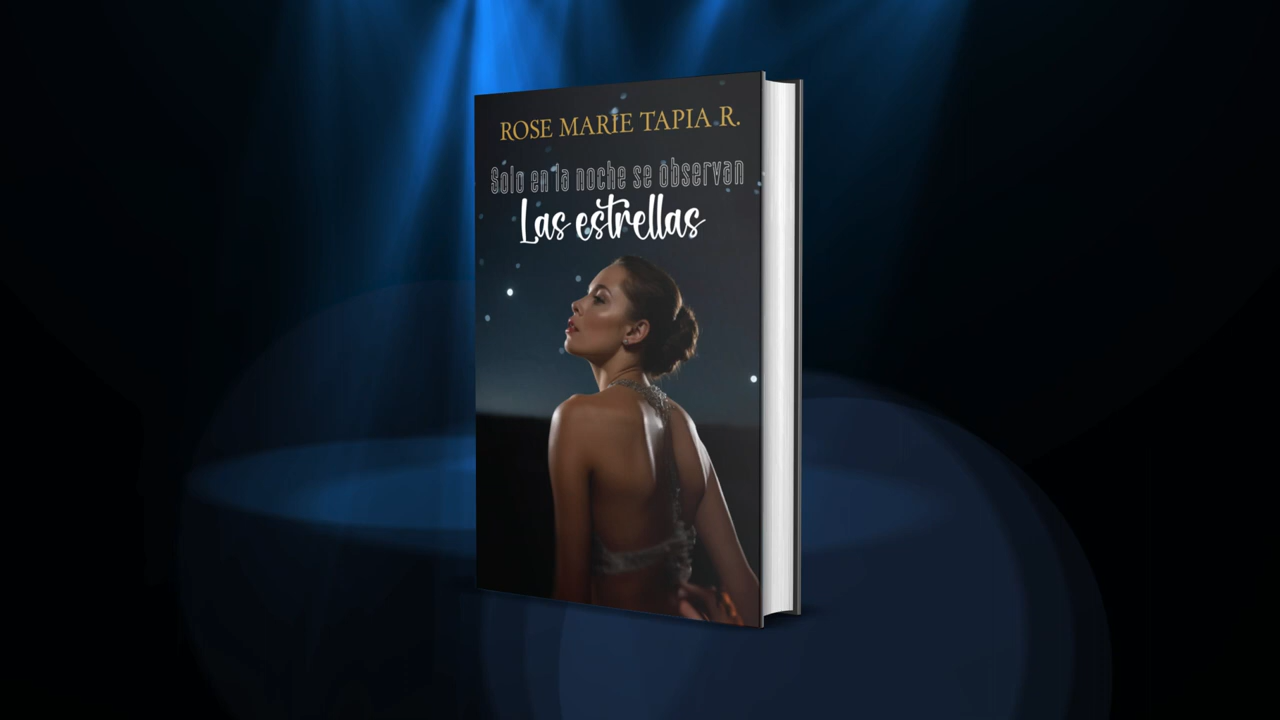 ROSE MARIE TAPIA R.
Solo en la noche se observan
Las estrellas